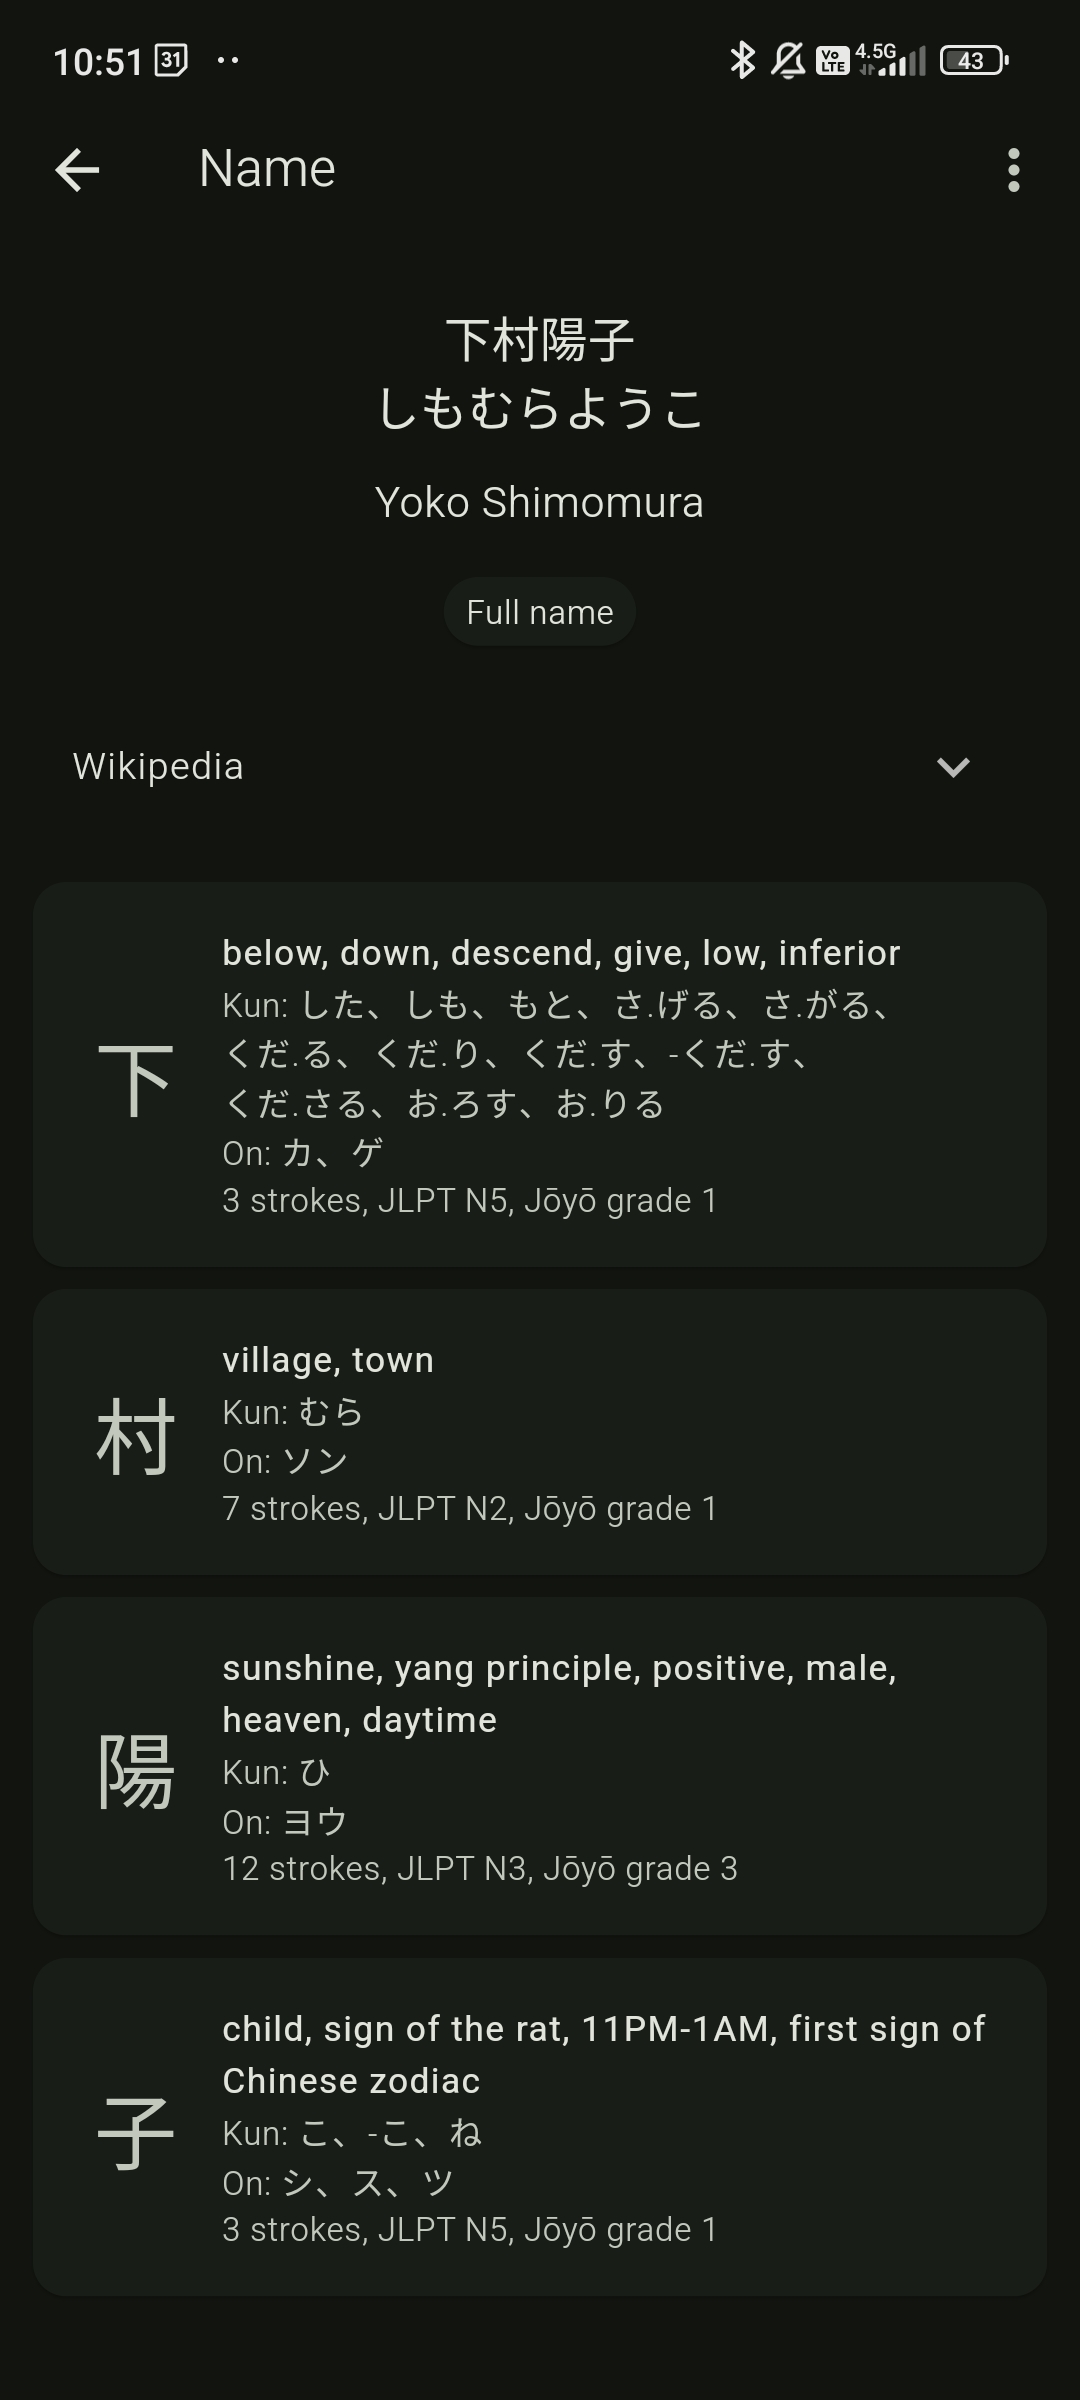 10:51 31 VoLTE 4.5G 43
Name
下村陽子
しもむらようこ
Yoko Shimomura
Full name
Wikipedia
below, down, descend, give, low, inferior
Kun: した、しも、もと、さ.げる、さ.がる、
くだ.る、くだ.り、くだ.す、-くだ.す、
くだ.さる、お.ろす、お.りる
On: カ、ゲ
3 strokes, JLPT N5, Jōyō grade 1
下
village, town
Kun: むら
On: ソン
7 strokes, JLPT N2, Jōyō grade 1
村
sunshine, yang principle, positive, male,
heaven, daytime
Kun: ひ
On: ヨウ
12 strokes, JLPT N3, Jōyō grade 3
陽
child, sign of the rat, 11PM-1AM, first sign of
Chinese zodiac
Kun: こ、-こ、ね
On: シ、ス、ツ
3 strokes, JLPT N5, Jōyō grade 1
子